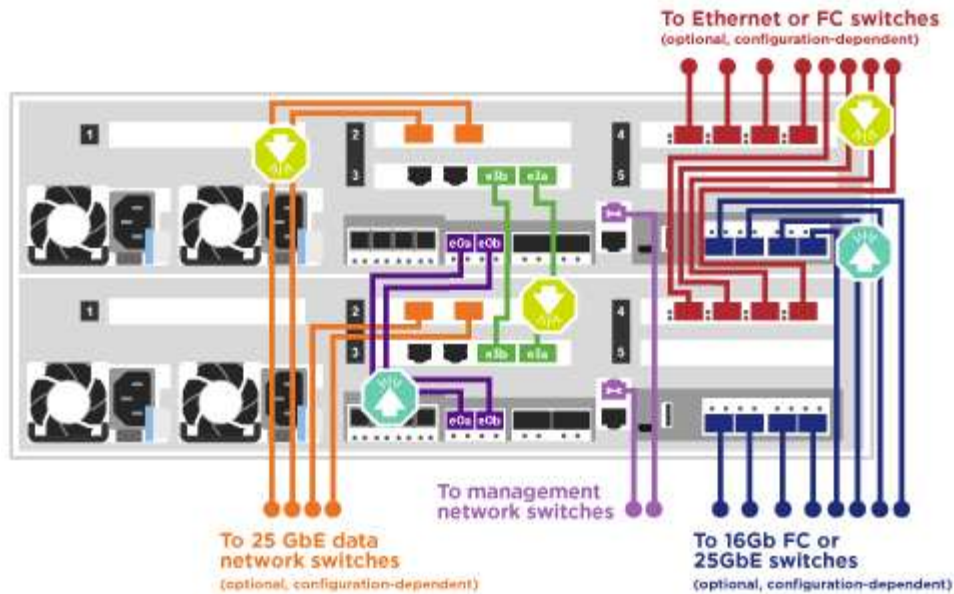 To Ethernet or FC switches
(optional, configuration-dependent)
1
2
4
3
e3b
e3a
5
e0a
e0b
1
2
4
3
e3b
e3a
5
e0a
e0b
To management
network switches
To 25 GbE data
network switches
(optional, configuration-dependent)
To 16Gb FC or
25GbE switches
(optional, configuration-dependent)